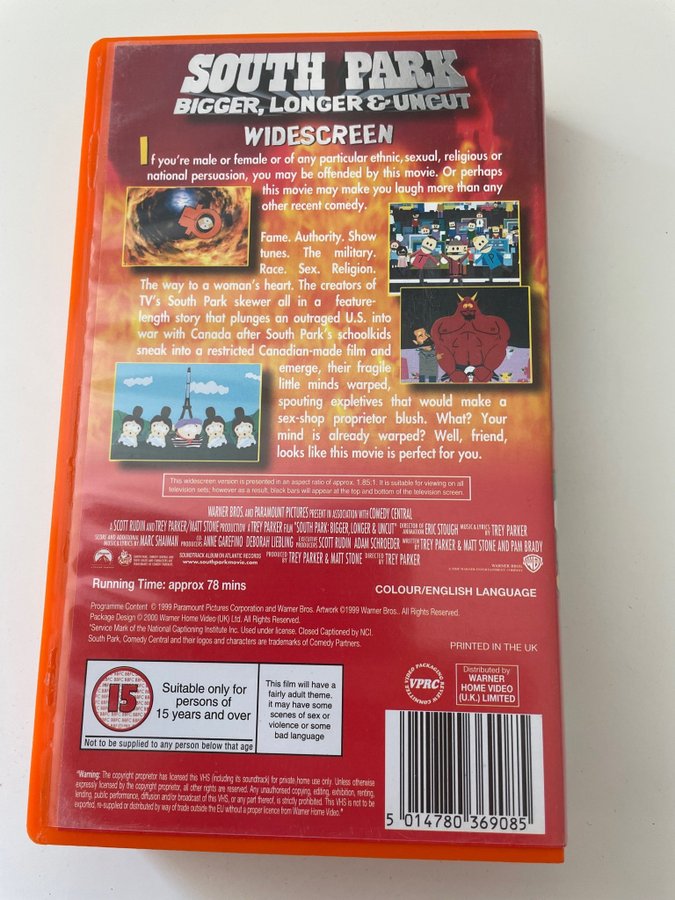 SOUTH PARK
BIGGER, LONGER & UNCUT
WIDESCREEN
If you're male or female or of any particular ethnic, sexual, religious or
national persuasion, you may be offended by this movie. Or perhaps
this movie may make you laugh more than any
other recent comedy.
Fame. Authority. Show
tunes. The military.
Race. Sex. Religion.
The way to a woman's heart. The creators of
TV's South Park skewer all in a feature-
length story that plunges an outraged U.S. into
war with Canada after South Park's schoolkids
sneak into a restricted Canadian-made film and
emerge, their fragile
little minds warped,
spouting expletives that would make a
sex-shop proprietor blush. What? Your
mind is already warped? Well, friend,
looks like this movie is perfect for you.
This widescreen version is presented in an aspect ratio of approx. 1.85:1. It is suitable for viewing on all
television sets; however as a result, black bars will appear at the top and bottom of the television screen.
WARNER BROS. AND PARAMOUNT PICTURES PRESENT IN ASSOCIATION WITH COMEDY CENTRAL
A SCOTT RUDIN AND TREY PARKER/MATT STONE PRODUCTION A TREY PARKER FILM "SOUTH PARK: BIGGER, LONGER & UNCUT" DIRECTOR OF ANIMATION ERIC STOUGH MUSIC & LYRICS BY TREY PARKER
SCORE AND ADDITIONAL MUSIC & LYRICS BY MARC SHAIMAN PRODUCERS ANNE GAREFINO DEBORAH LIEBLING EXECUTIVE PRODUCERS SCOTT RUDIN ADAM SCHROEDER WRITTEN BY TREY PARKER & MATT STONE AND PAM BRADY
SOUNDTRACK ALBUM ON ATLANTIC RECORDS
www.southparkmovie.com
PRODUCED BY TREY PARKER & MATT STONE DIRECTED BY TREY PARKER
WARNER BROS.
Running Time: approx 78 mins
COLOUR/ENGLISH LANGUAGE
Programme Content © 1999 Paramount Pictures Corporation and Warner Bros. Artwork ©1999 Warner Bros.. All Rights Reserved.
Package Design © 2000 Warner Home Video (UK) Ltd. All Rights Reserved.
*Service Mark of the National Captioning Institute Inc. Used under license. Closed Captioned by NCI.
South Park, Comedy Central and their logos and characters are trademarks of Comedy Partners.
PRINTED IN THE UK
15
Suitable only for
persons of
15 years and over
Not to be supplied to any person below that age
This film will have a
fairly adult theme.
it may have some
scenes of sex or
violence or some
bad language
VIDEO PACKAGING REVIEW COMMITTEE
VPRC
Distributed by
WARNER
HOME VIDEO
(U.K.) LIMITED
"Warning: The copyright proprietor has licensed this VHS (including its soundtrack) for private home use only. Unless otherwise
expressly licensed by the copyright proprietor, all other rights are reserved. Any unauthorised copying, editing, exhibition, renting,
lending, public performance, diffusion and/or broadcast of this VHS, or any part thereof, is strictly prohibited. This VHS is not to be
exported, re-supplied or distributed by way of trade outside the EU without a proper licence from Warner Home Video."
5 014780 369085